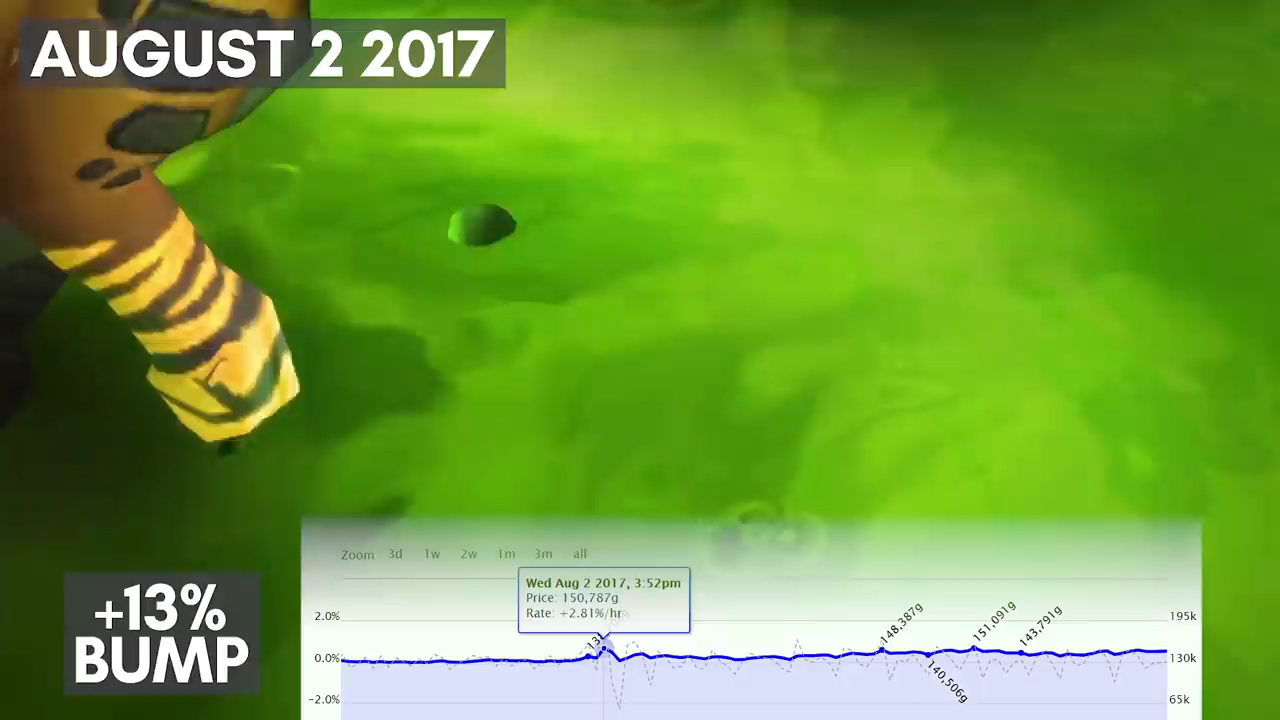 AUGUST 2 2017
Zoom 3d 1w 2w 1m 3m all
Wed Aug 2 2017, 3:52pm
Price: 150,787g
Rate: +2.81%/hr
+13%
BUMP
2.0%
0.0%
-2.0%
148,387g
140,506g
151,091g
143,791g
195k
130k
65k